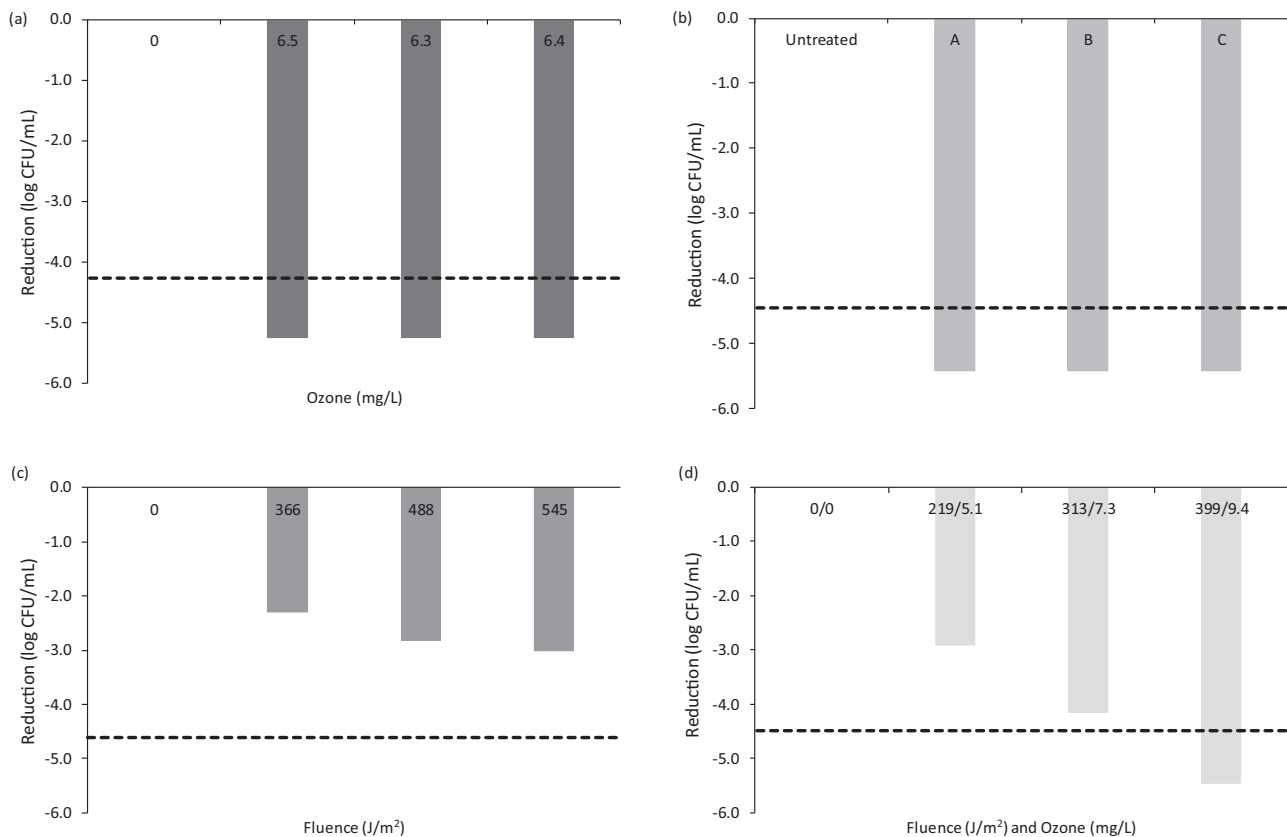 (a)
0.0
-1.0
-2.0
-3.0
-4.0
-5.0
-6.0
Reduction (log CFU/mL)
0 6.5 6.3 6.4
Ozone (mg/L)
(b)
0.0
-1.0
-2.0
-3.0
-4.0
-5.0
-6.0
Reduction (log CFU/mL)
Untreated A B C
(c)
0.0
-1.0
-2.0
-3.0
-4.0
-5.0
-6.0
Reduction (log CFU/mL)
0 366 488 545
Fluence (J/m²)
(d)
0.0
-1.0
-2.0
-3.0
-4.0
-5.0
-6.0
Reduction (log CFU/mL)
0/0 219/5.1 313/7.3 399/9.4
Fluence (J/m²) and Ozone (mg/L)